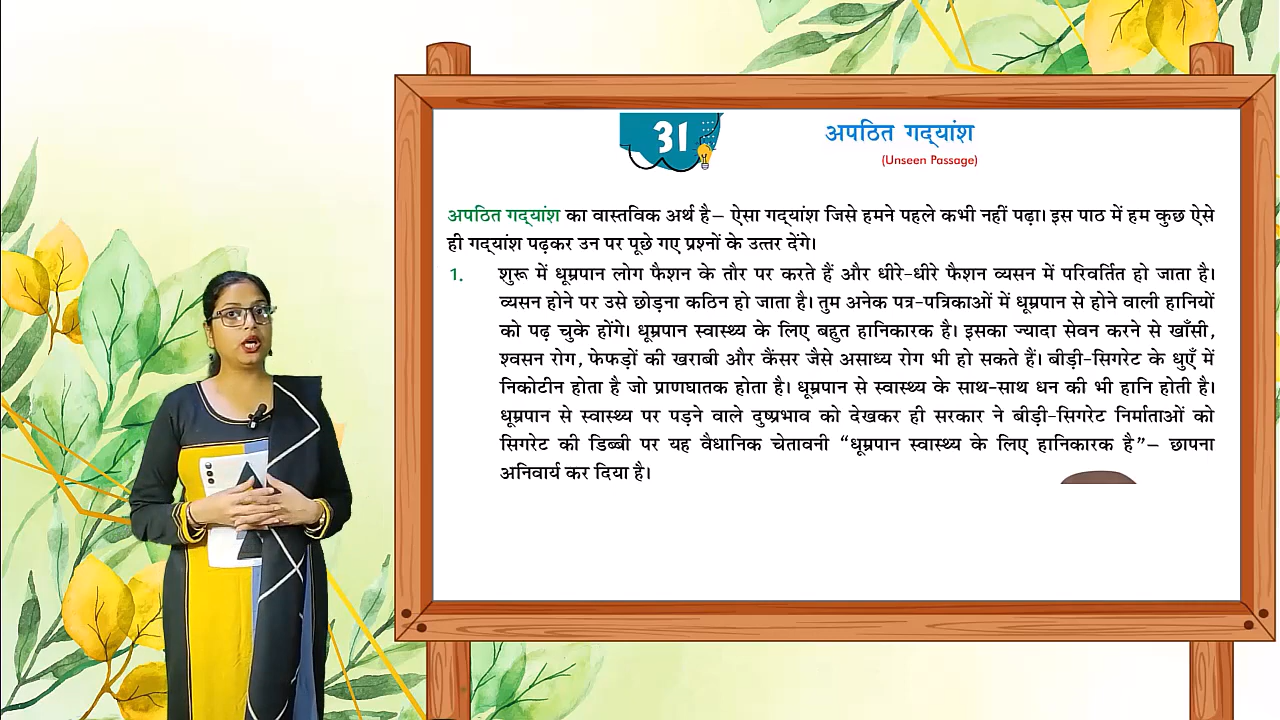 31
अपठित गद्‌यांश
(Unseen Passage)
अपठित गद्‌यांश का वास्तविक अर्थ है– ऐसा गद्‌यांश जिसे हमने पहले कभी नहीं पढ़ा। इस पाठ में हम कुछ ऐसे
ही गद्‌यांश पढ़कर उन पर पूछे गए प्रश्नों के उत्तर देंगे।
1. शुरू में धूम्रपान लोग फैशन के तौर पर करते हैं और धीरे-धीरे फैशन व्यसन में परिवर्तित हो जाता है।
व्यसन होने पर उसे छोड़ना कठिन हो जाता है। तुम अनेक पत्र-पत्रिकाओं में धूम्रपान से होने वाली हानियों
को पढ़ चुके होंगे। धूम्रपान स्वास्थ्य के लिए बहुत हानिकारक है। इसका ज्यादा सेवन करने से खाँसी,
श्वसन रोग, फेफड़ों की खराबी और कैंसर जैसे असाध्य रोग भी हो सकते हैं। बीड़ी-सिगरेट के धुएँ में
निकोटीन होता है जो प्राणघातक होता है। धूम्रपान से स्वास्थ्य के साथ-साथ धन की भी हानि होती है।
धूम्रपान से स्वास्थ्य पर पड़ने वाले दुष्प्रभाव को देखकर ही सरकार ने बीड़ी-सिगरेट निर्माताओं को
सिगरेट की डिब्बी पर यह वैधानिक चेतावनी “धूम्रपान स्वास्थ्य के लिए हानिकारक है”– छापना
अनिवार्य कर दिया है।